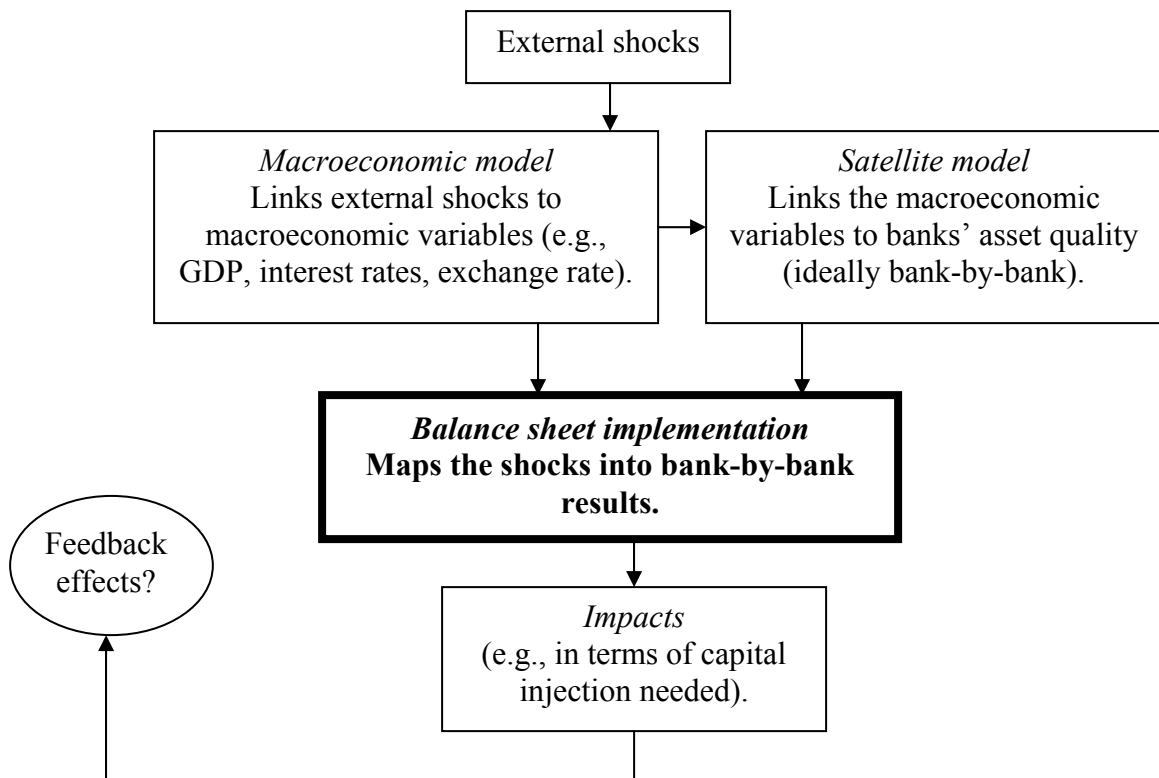 External shocks
Macroeconomic model
Links external shocks to
macroeconomic variables (e.g.,
GDP, interest rates, exchange rate).
Satellite model
Links the macroeconomic
variables to banks’ asset quality
(ideally bank-by-bank).
Balance sheet implementation
Maps the shocks into bank-by-bank
results.
Feedback
effects?
Impacts
(e.g., in terms of capital
injection needed).